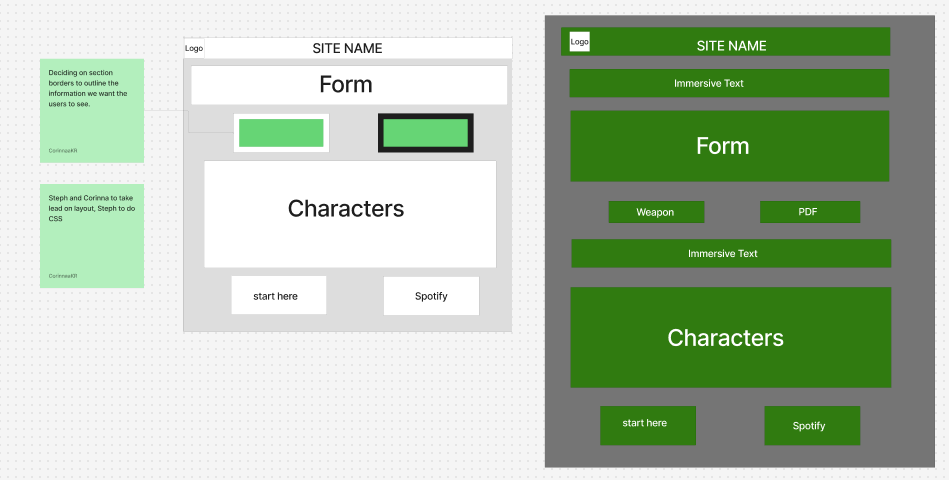 Deciding on section
borders to outline the
information we want the
users to see.
CorinnaaKR
Steph and Corinna to take
lead on layout, Steph to do
CSS
CorinnaaKR
Logo
SITE NAME
Form
Characters
start here
Spotify
Logo
SITE NAME
Immersive Text
Form
Weapon
PDF
Immersive Text
Characters
start here
Spotify